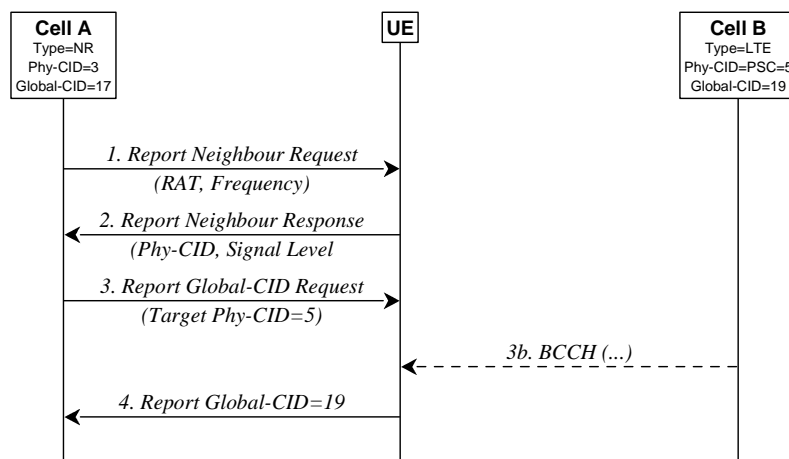 Cell A
Type=NR
Phy-CID=3
Global-CID=17
UE
Cell B
Type=LTE
Phy-CID=PSC=5
Global-CID=19
1. Report Neighbour Request
(RAT, Frequency)
2. Report Neighbour Response
(Phy-CID, Signal Level
3. Report Global-CID Request
(Target Phy-CID=5)
3b. BCCH (...)
4. Report Global-CID=19